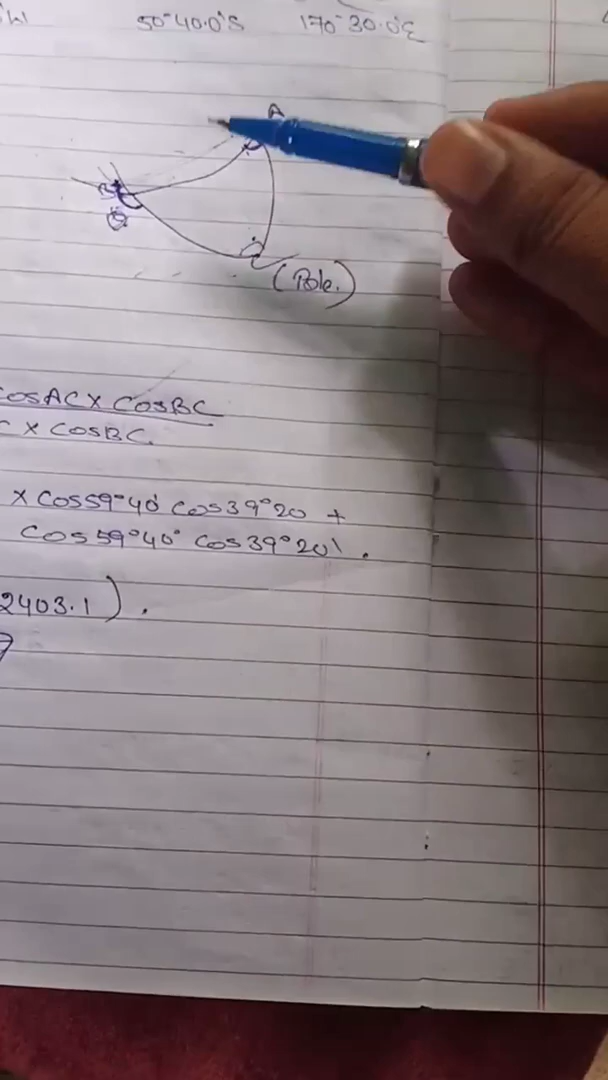 50°40.0'S 170°30.0'E
A
B
C
(Pole.)
cosAC x CosBC
C x CosBC.
x Cos59°40' Cos39°20 +
Cos59°40' Cos39°20'.
2403.1).